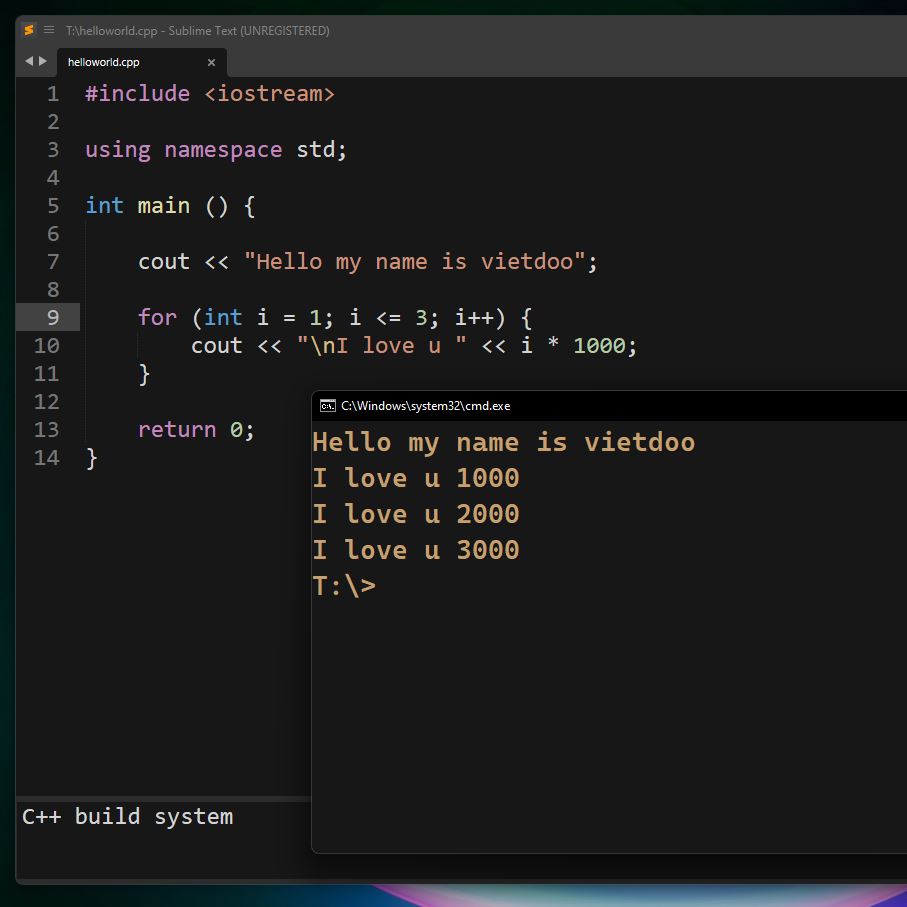 T:\helloworld.cpp - Sublime Text (UNREGISTERED)
helloworld.cpp
1 #include <iostream>
2
3 using namespace std;
4
5 int main () {
6
7 cout << "Hello my name is vietdoo";
8
9 for (int i = 1; i <= 3; i++) {
10 cout << "\nI love u " << i * 1000;
11 }
12
13 return 0;
14 }
C:\Windows\system32\cmd.exe
Hello my name is vietdoo
I love u 1000
I love u 2000
I love u 3000
T:\>
C++ build system